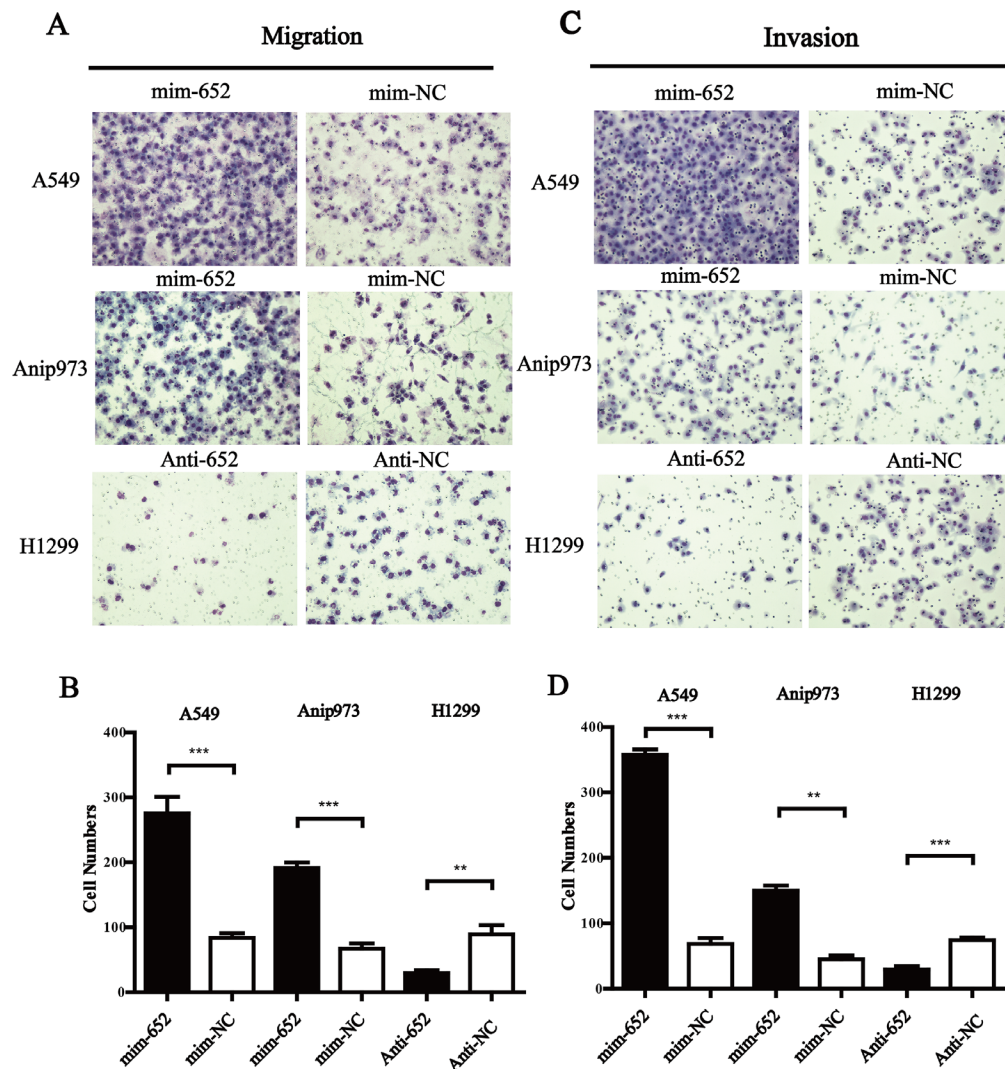 A
Migration
mim-652 mim-NC
A549
mim-652 mim-NC
Anip973
Anti-652 Anti-NC
H1299
C
Invasion
mim-652 mim-NC
A549
mim-652 mim-NC
Anip973
Anti-652 Anti-NC
H1299
B
A549 Anip973 H1299
Cell Numbers
400
300
200
100
0
*** *** **
mim-652 mim-NC mim-652 mim-NC Anti-652 Anti-NC
D
A549 Anip973 H1299
Cell Numbers
400
300
200
100
0
*** ** ***
mim-652 mim-NC mim-652 mim-NC Anti-652 Anti-NC